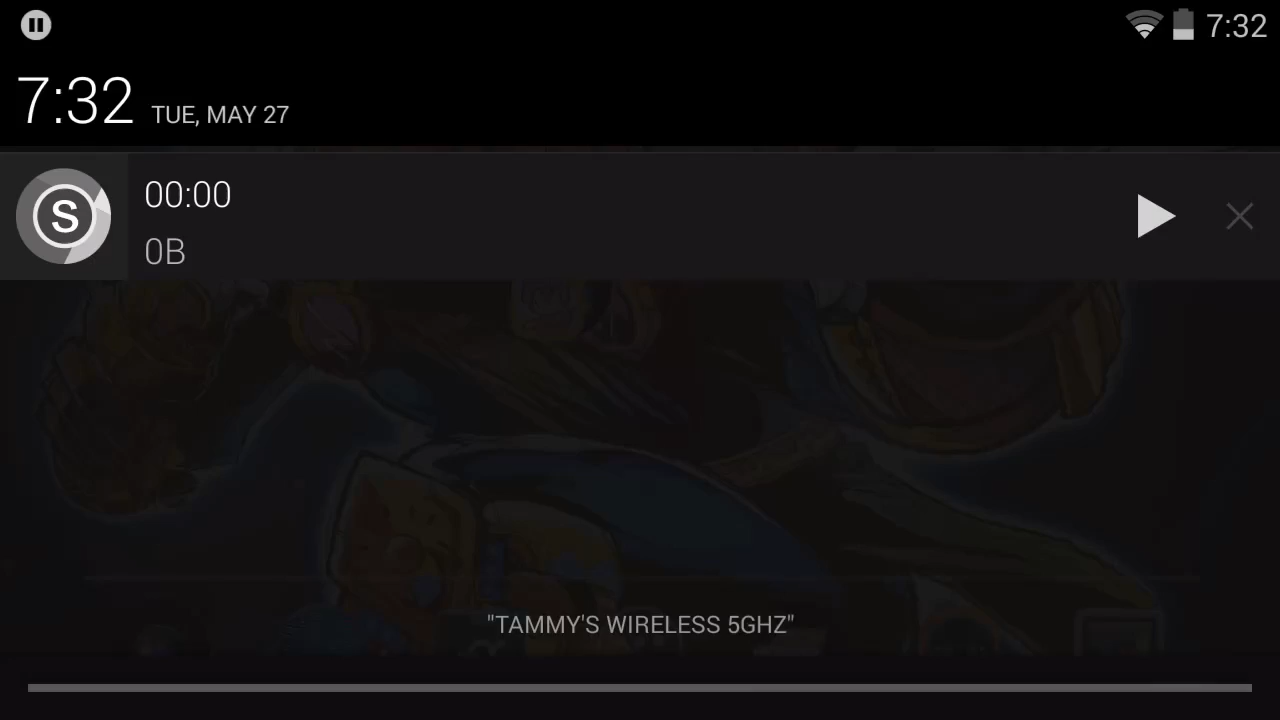 7:32
7:32 TUE, MAY 27
S
00:00
0B
"TAMMY'S WIRELESS 5GHZ"